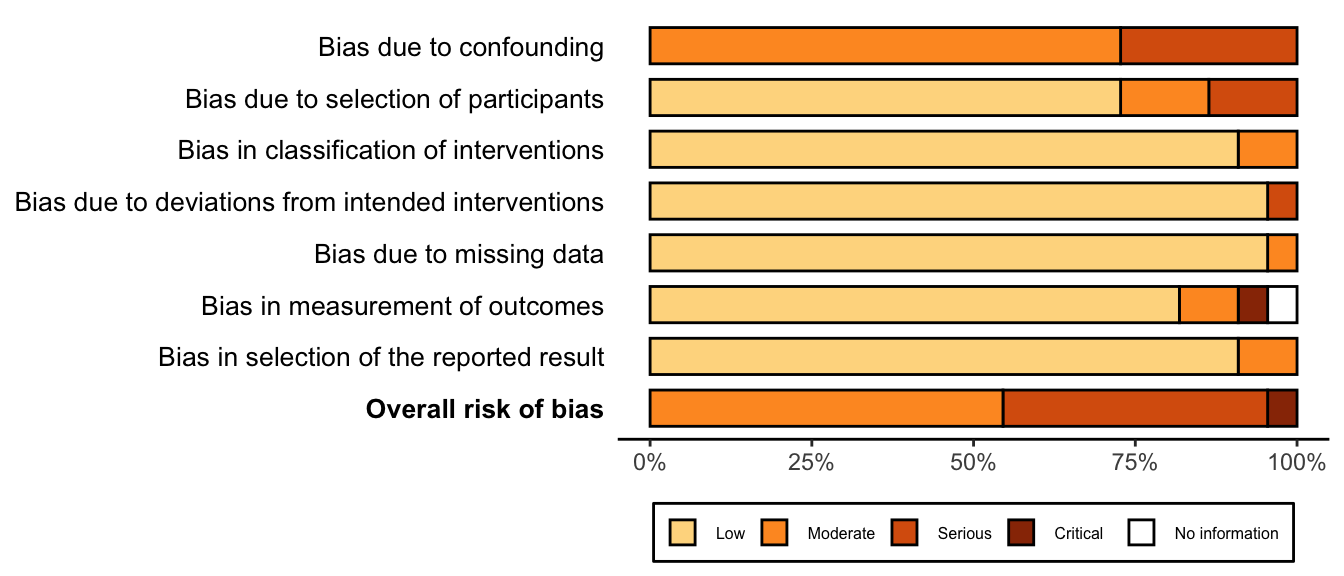 Bias due to confounding
Bias due to selection of participants
Bias in classification of interventions
Bias due to deviations from intended interventions
Bias due to missing data
Bias in measurement of outcomes
Bias in selection of the reported result
Overall risk of bias
0% 25% 50% 75% 100%
Low Moderate Serious Critical No information